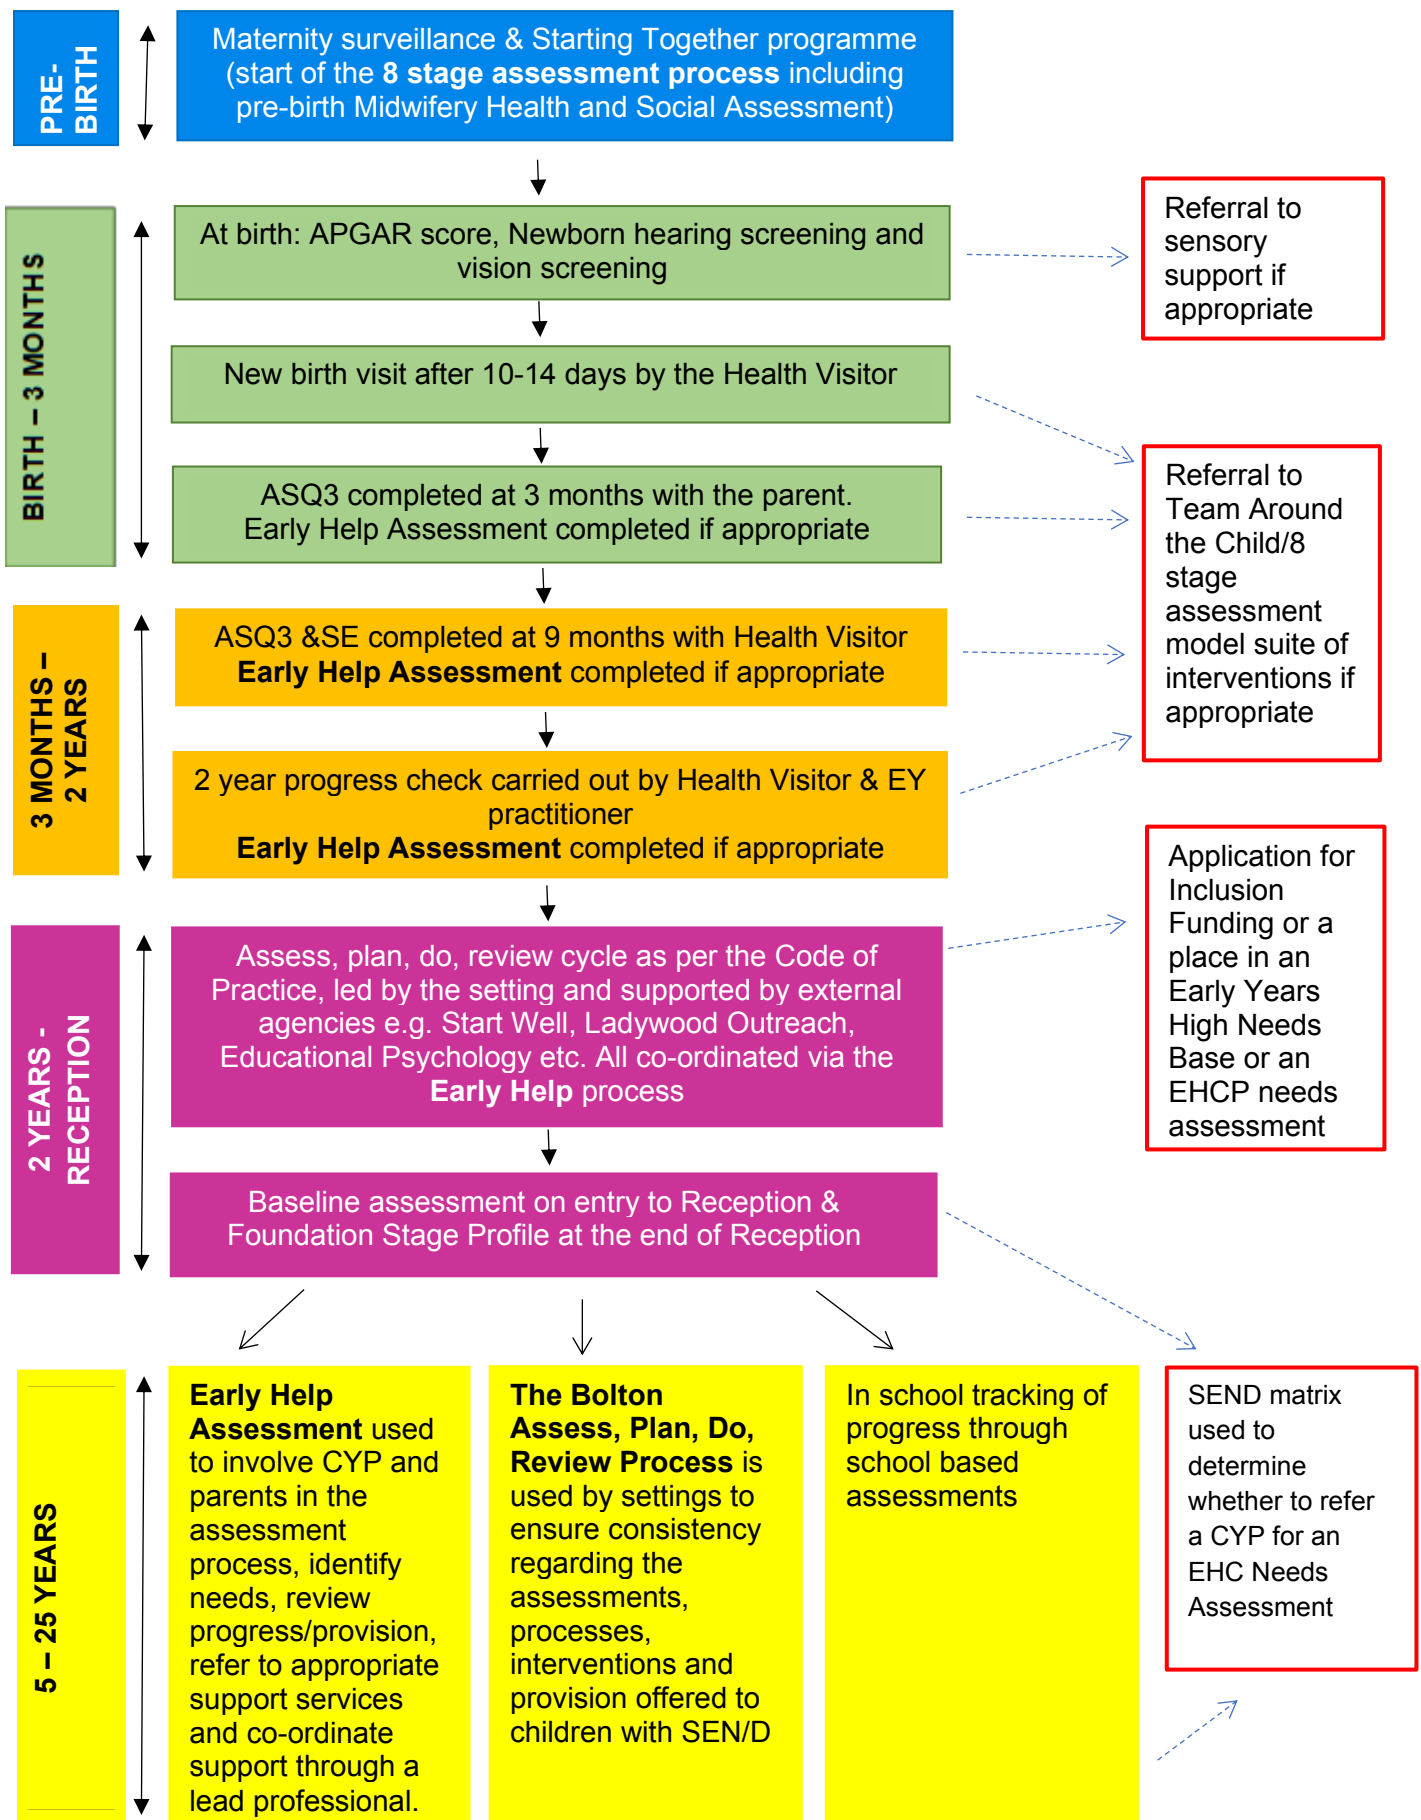 PRE-
BIRTH
Maternity surveillance & Starting Together programme
(start of the 8 stage assessment process including
pre-birth Midwifery Health and Social Assessment)
BIRTH – 3 MONTHS
At birth: APGAR score, Newborn hearing screening and
vision screening
Referral to
sensory
support if
appropriate
New birth visit after 10-14 days by the Health Visitor
ASQ3 completed at 3 months with the parent.
Early Help Assessment completed if appropriate
Referral to
Team Around
the Child/8
stage
assessment
model suite of
interventions if
appropriate
3 MONTHS –
2 YEARS
ASQ3 &SE completed at 9 months with Health Visitor
Early Help Assessment completed if appropriate
2 year progress check carried out by Health Visitor & EY
practitioner
Early Help Assessment completed if appropriate
Application for
Inclusion
Funding or a
place in an
Early Years
High Needs
Base or an
EHCP needs
assessment
2 YEARS -
RECEPTION
Assess, plan, do, review cycle as per the Code of
Practice, led by the setting and supported by external
agencies e.g. Start Well, Ladywood Outreach,
Educational Psychology etc. All co-ordinated via the
Early Help process
Baseline assessment on entry to Reception &
Foundation Stage Profile at the end of Reception
5 – 25 YEARS
Early Help
Assessment used
to involve CYP and
parents in the
assessment
process, identify
needs, review
progress/provision,
refer to appropriate
support services
and co-ordinate
support through a
lead professional.
The Bolton
Assess, Plan, Do,
Review Process is
used by settings to
ensure consistency
regarding the
assessments,
processes,
interventions and
provision offered to
children with SEN/D
In school tracking of
progress through
school based
assessments
SEND matrix
used to
determine
whether to refer
a CYP for an
EHC Needs
Assessment